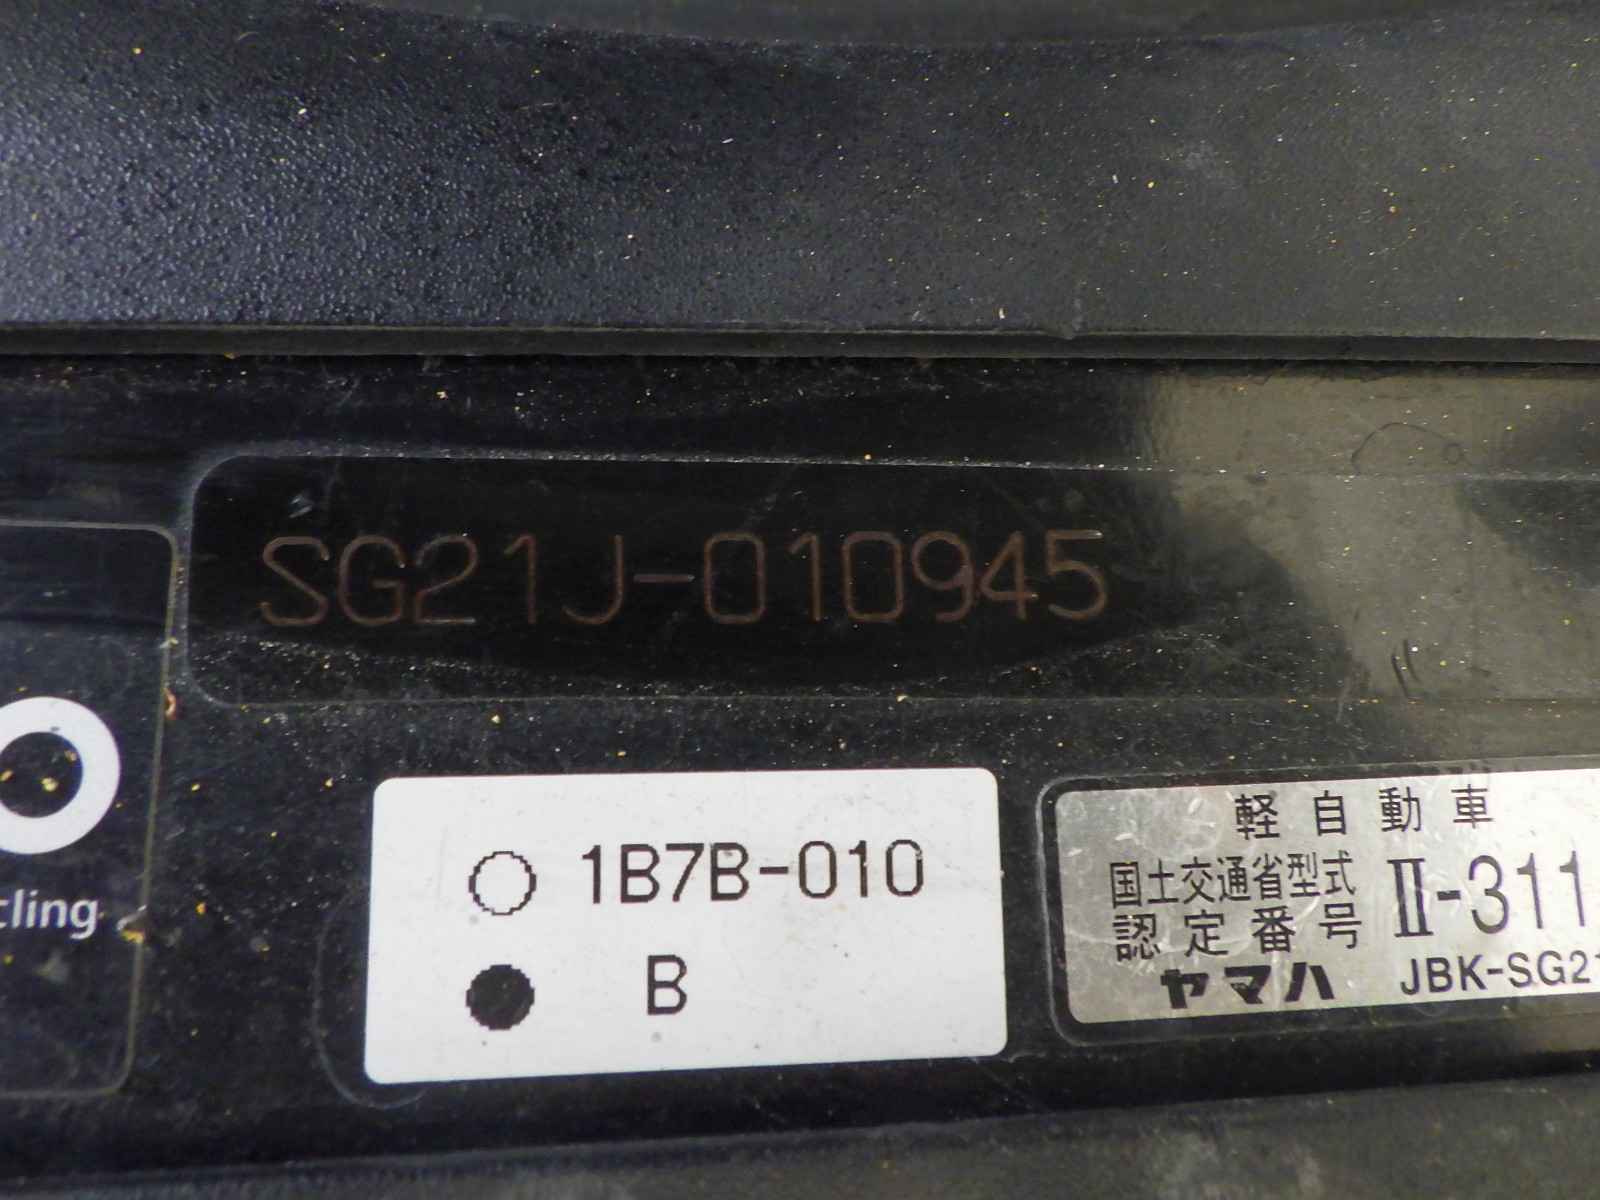 SG21J-010945
cling
1B7B-010
B
軽自動車
国土交通省型式
認定番号 II-311
ヤマハ JBK-SG21